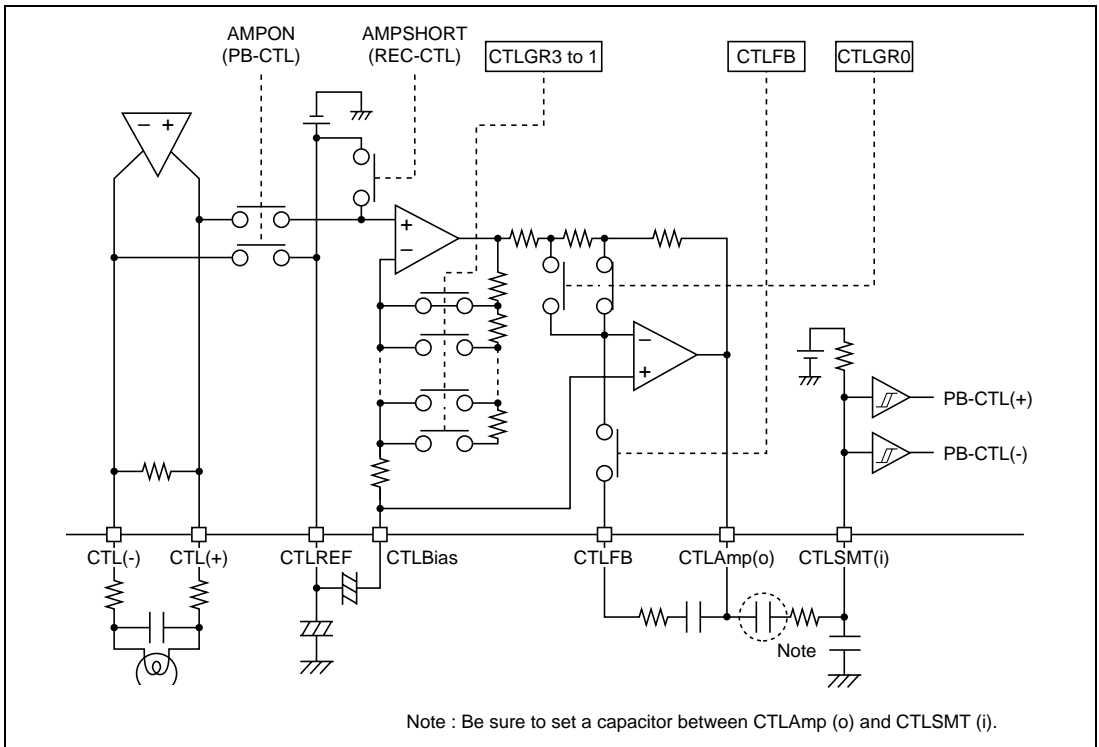 AMPON
(PB-CTL)
AMPSHORT
(REC-CTL)
CTLGR3 to 1
CTLFB
CTLGR0
- +
+
-
-
+
PB-CTL(+)
PB-CTL(-)
CTL(-)
CTL(+)
CTLREF
CTLBias
CTLFB
CTLAmp(o)
CTLSMT(i)
Note
Note : Be sure to set a capacitor between CTLAmp (o) and CTLSMT (i).